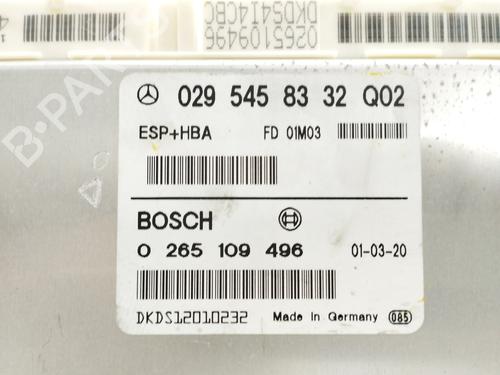 0265109496
DKDS414CBC
029 545 83 32 Q02
ESP+HBA FD 01M03
BOSCH
0 265 109 496 01-03-20
DKDS12010232 Made in Germany 085
B-PARTS